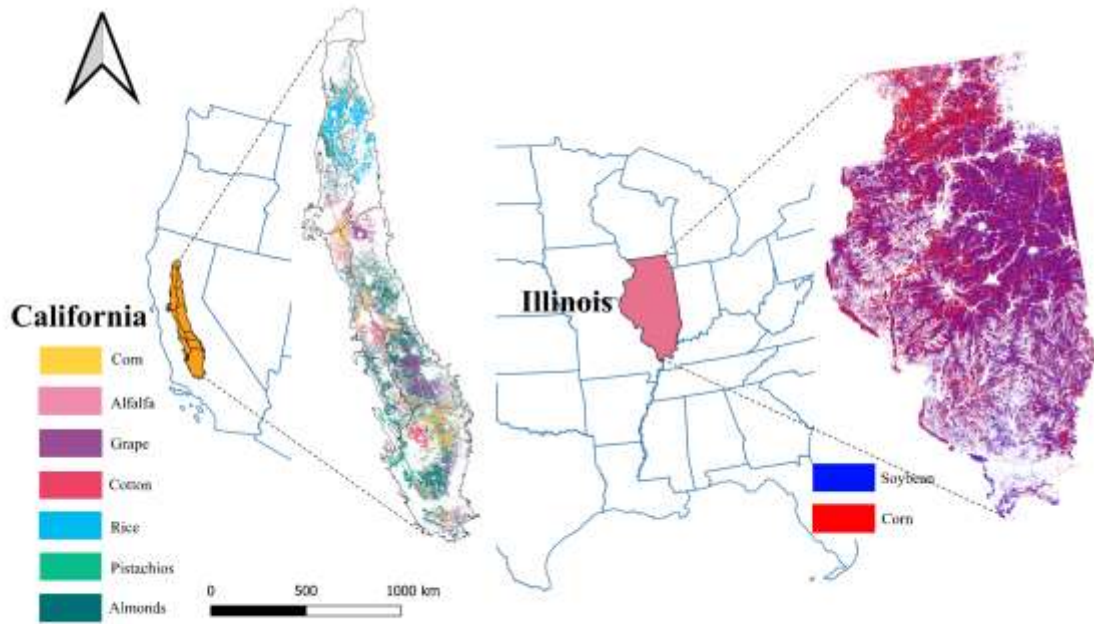 California
Corn
Alfalfa
Grape
Cotton
Rice
Pistachios
Almonds
0 500 1000 km
Illinois
Soybean
Corn